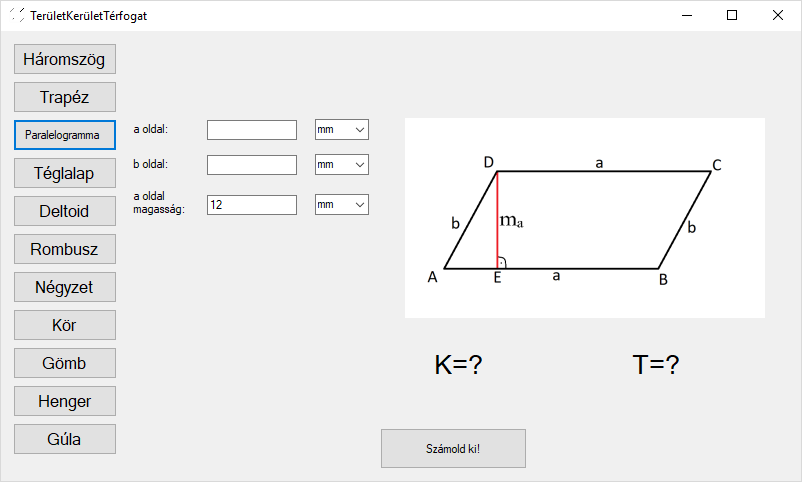 TerületKerületTérfogat
Háromszög
Trapéz
Paralelogramma
Téglalap
Deltoid
Rombusz
Négyzet
Kör
Gömb
Henger
Gúla
a oldal:
mm
b oldal:
mm
a oldal
magasság:
12
mm
D
a
C
b
ma
b
A
E
a
B
K=?
T=?
Számold ki!